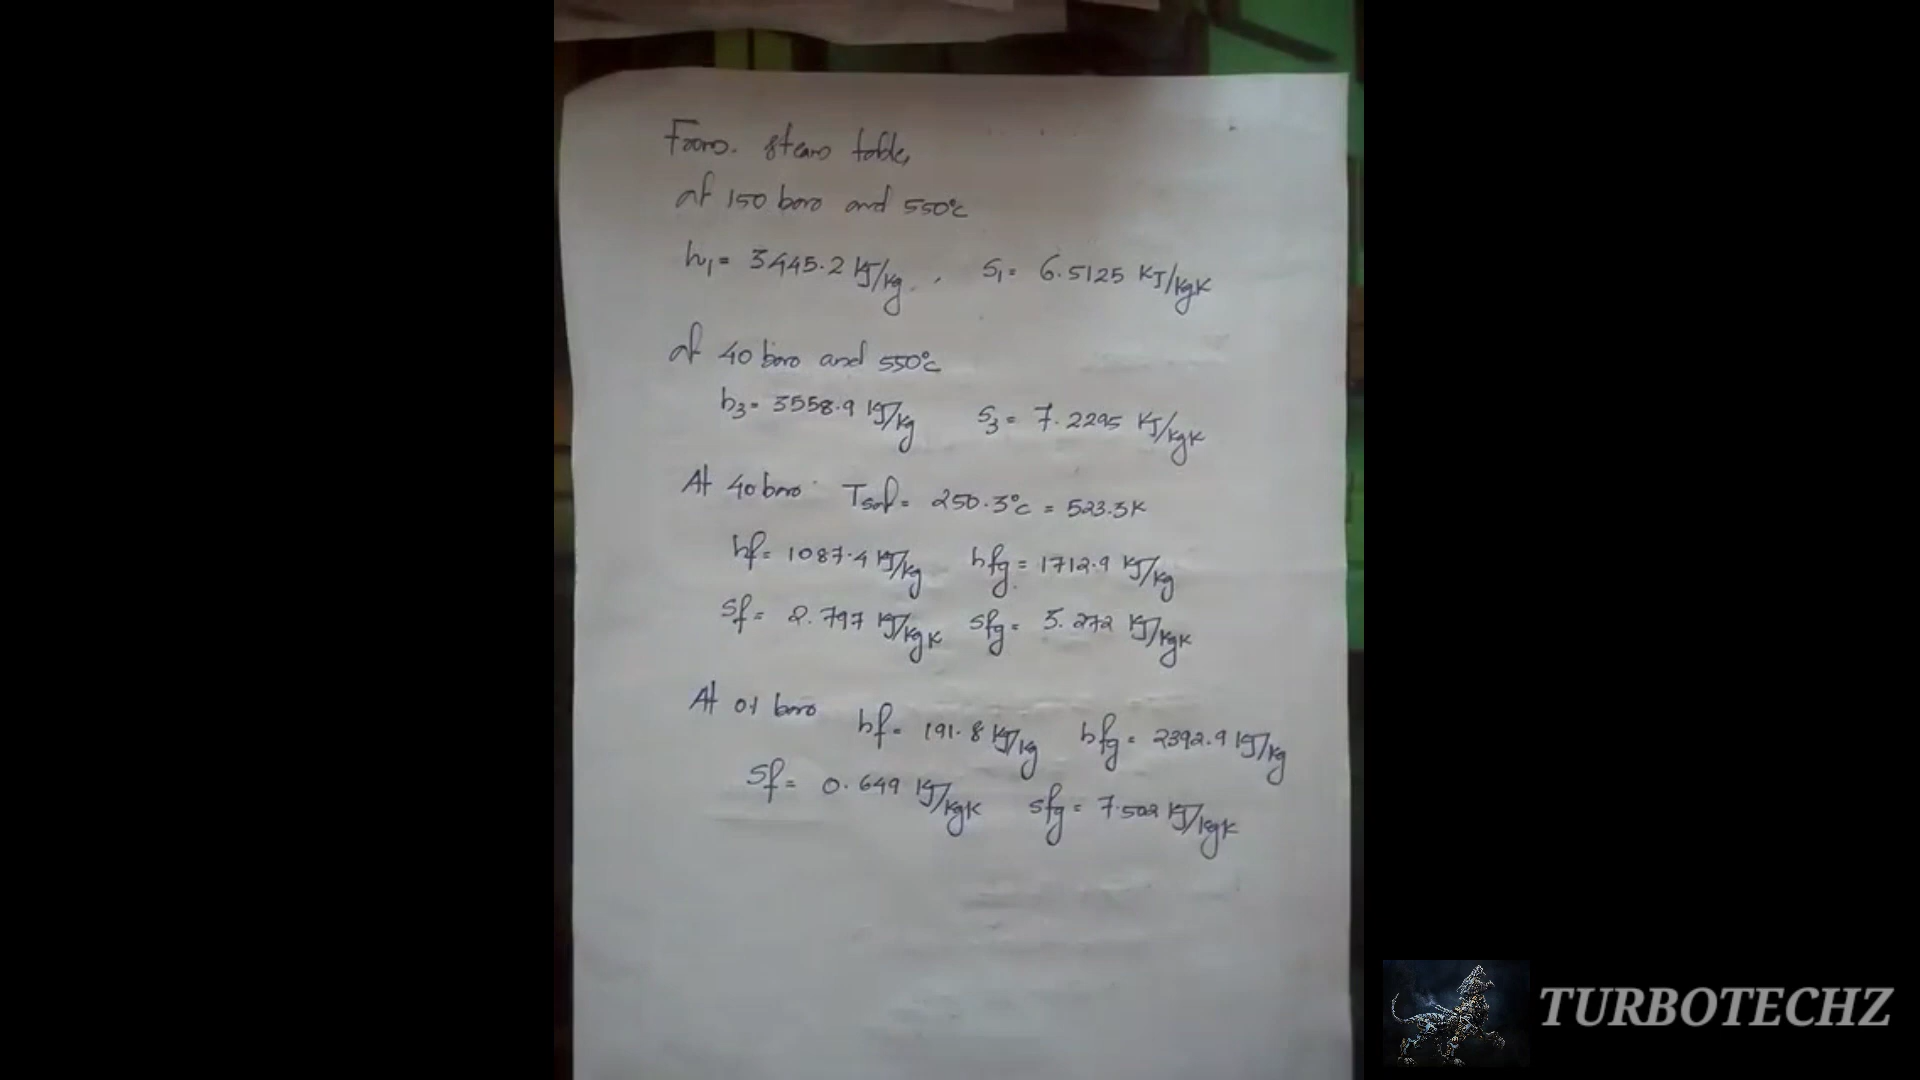 From. steam table,
at 150 bar and 550°C
h₁ = 3445.2 KJ/kg. , S₁ = 6.5125 KJ/kgK
at 40 bar and 550°C
h₃ = 3558.9 KJ/kg S₃ = 7.2295 KJ/kgK
At 40 bar Tsat = 250.3°C = 523.3K
hf = 1087.4 KJ/kg hfg = 1712.9 KJ/kg
Sf = 2.797 KJ/kgK Sfg = 3.272 KJ/kgK
At 0.1 bar hf = 191.8 KJ/kg hfg = 2392.9 KJ/kg
Sf = 0.649 KJ/kgK Sfg = 7.502 KJ/kgK
TURBOTECHZ